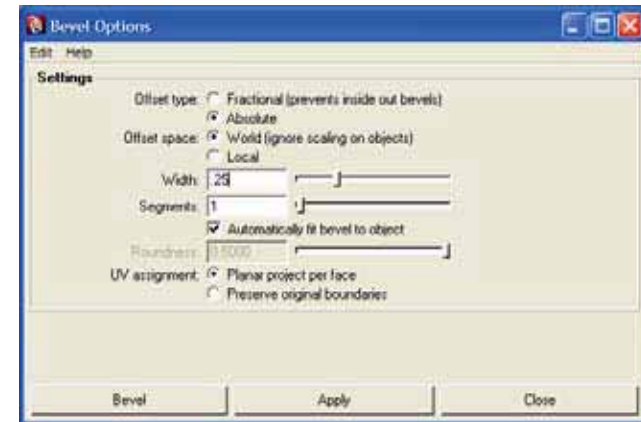 Bevel Options
Edit Help
Settings
Offset type: Fractional (prevents inside out bevels)
Absolute
Offset space: World (ignore scaling on objects)
Local
Width: .25
Segments: 1
Automatically fit bevel to object
Roundness: 0.5000
UV assignment: Planar project per face
Preserve original boundaries
Bevel Apply Close